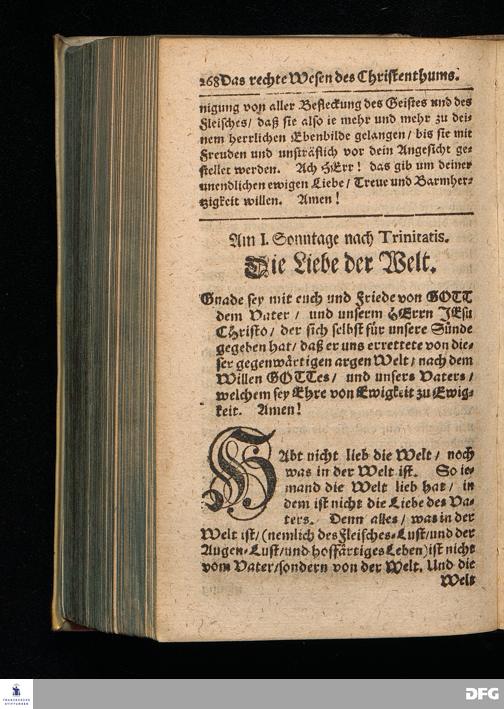 268 Das rechte Wesen des Christenthums.
nigung von aller Befleckung des Geistes und des
Fleisches/ daß sie also ie mehr und mehr zu dei-
nem herrlichen Ebenbilde gelangen/ bis sie mit
Freuden und unsträflich vor dein Angesicht ge-
stellet werden. Ach HErr! das gib um deiner
unendlichen ewigen Liebe/ Treue und Barmher-
tzigkeit willen. Amen!
Am I. Sonntage nach Trinitatis.
Die Liebe der Welt.
Gnade sey mit euch und Friede von GOTT
dem Vater/ und unserm HErrn JEsu
CHristo/ der sich selbst für unsere Sünde
gegeben hat/ daß er uns errettete von die-
ser gegenwärtigen argen Welt/ nach dem
Willen GOTTes/ und unsers Vaters/
welchem sey Ehre von Ewigkeit zu Ewig-
keit. Amen!
HAbt nicht lieb die Welt/ noch
was in der Welt ist. So ie-
mand die Welt lieb hat/ in
dem ist nicht die Liebe des Va-
ters. Denn alles/ was in der
Welt ist/ (nemlich des Fleisches-Lust/ und der
Augen-Lust/ und hoffärtiges Leben) ist nicht
vom Vater/ sondern von der Welt. Und die
Welt
FRANCKESCHE
STIFTUNGEN
DFG